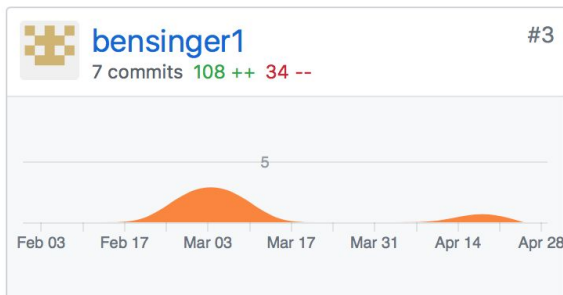 bensinger1
#3
7 commits 108 ++ 34 --
5
Feb 03 Feb 17 Mar 03 Mar 17 Mar 31 Apr 14 Apr 28